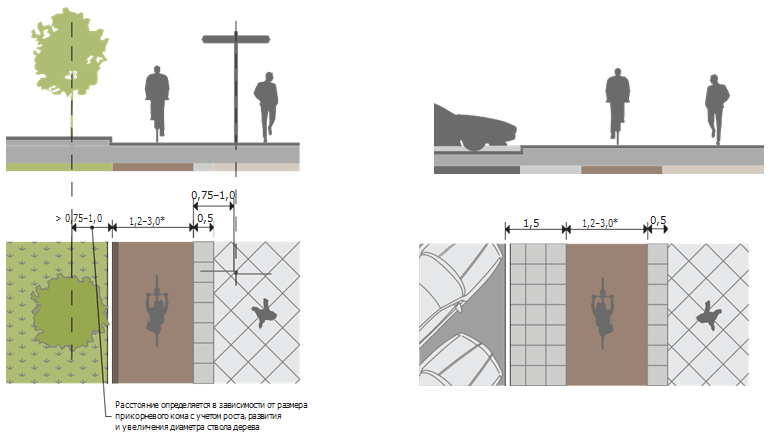 0,75-1,0
> 0,75-1,0
1,2-3,0*
0,5
1,5
1,2-3,0*
0,5
Расстояние определяется в зависимости от размера
прикорневого кома с учетом роста, развития
и увеличения диаметра ствола дерева